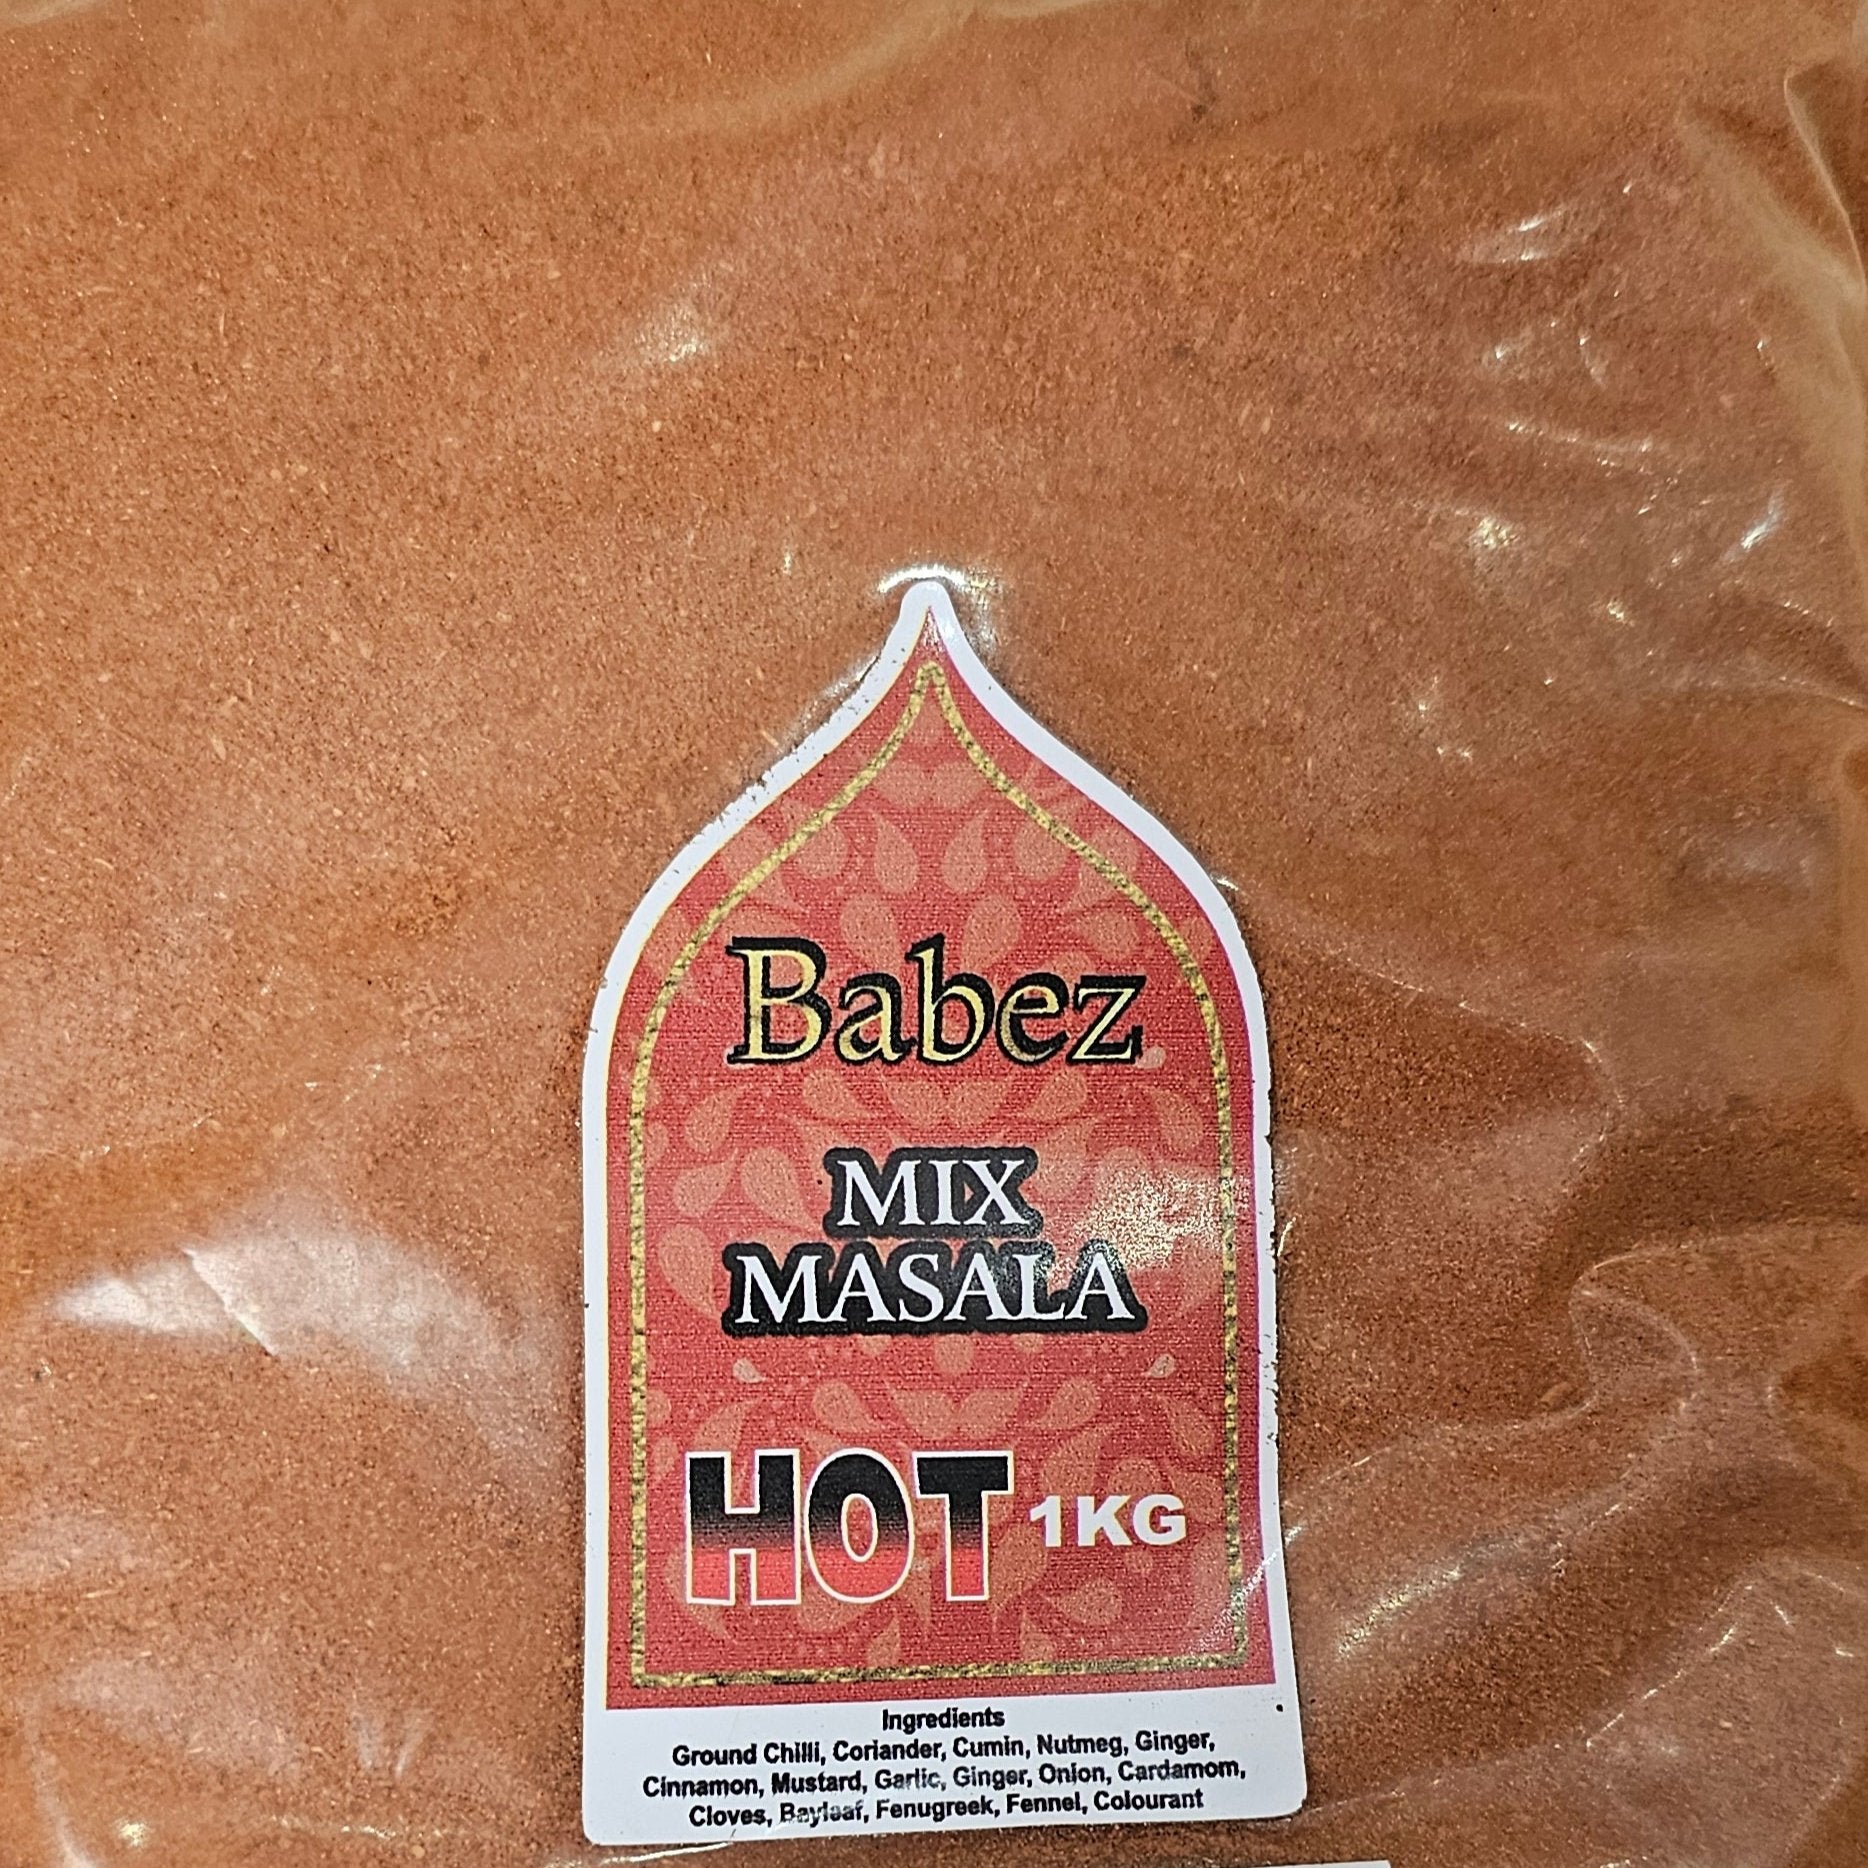 Babez
MIX
MASALA
HOT 1KG
Ingredients
Ground Chilli, Coriander, Cumin, Nutmeg, Ginger,
Cinnamon, Mustard, Garlic, Ginger, Onion, Cardamom,
Cloves, Bayleaf, Fenugreek, Fennel, Colourant